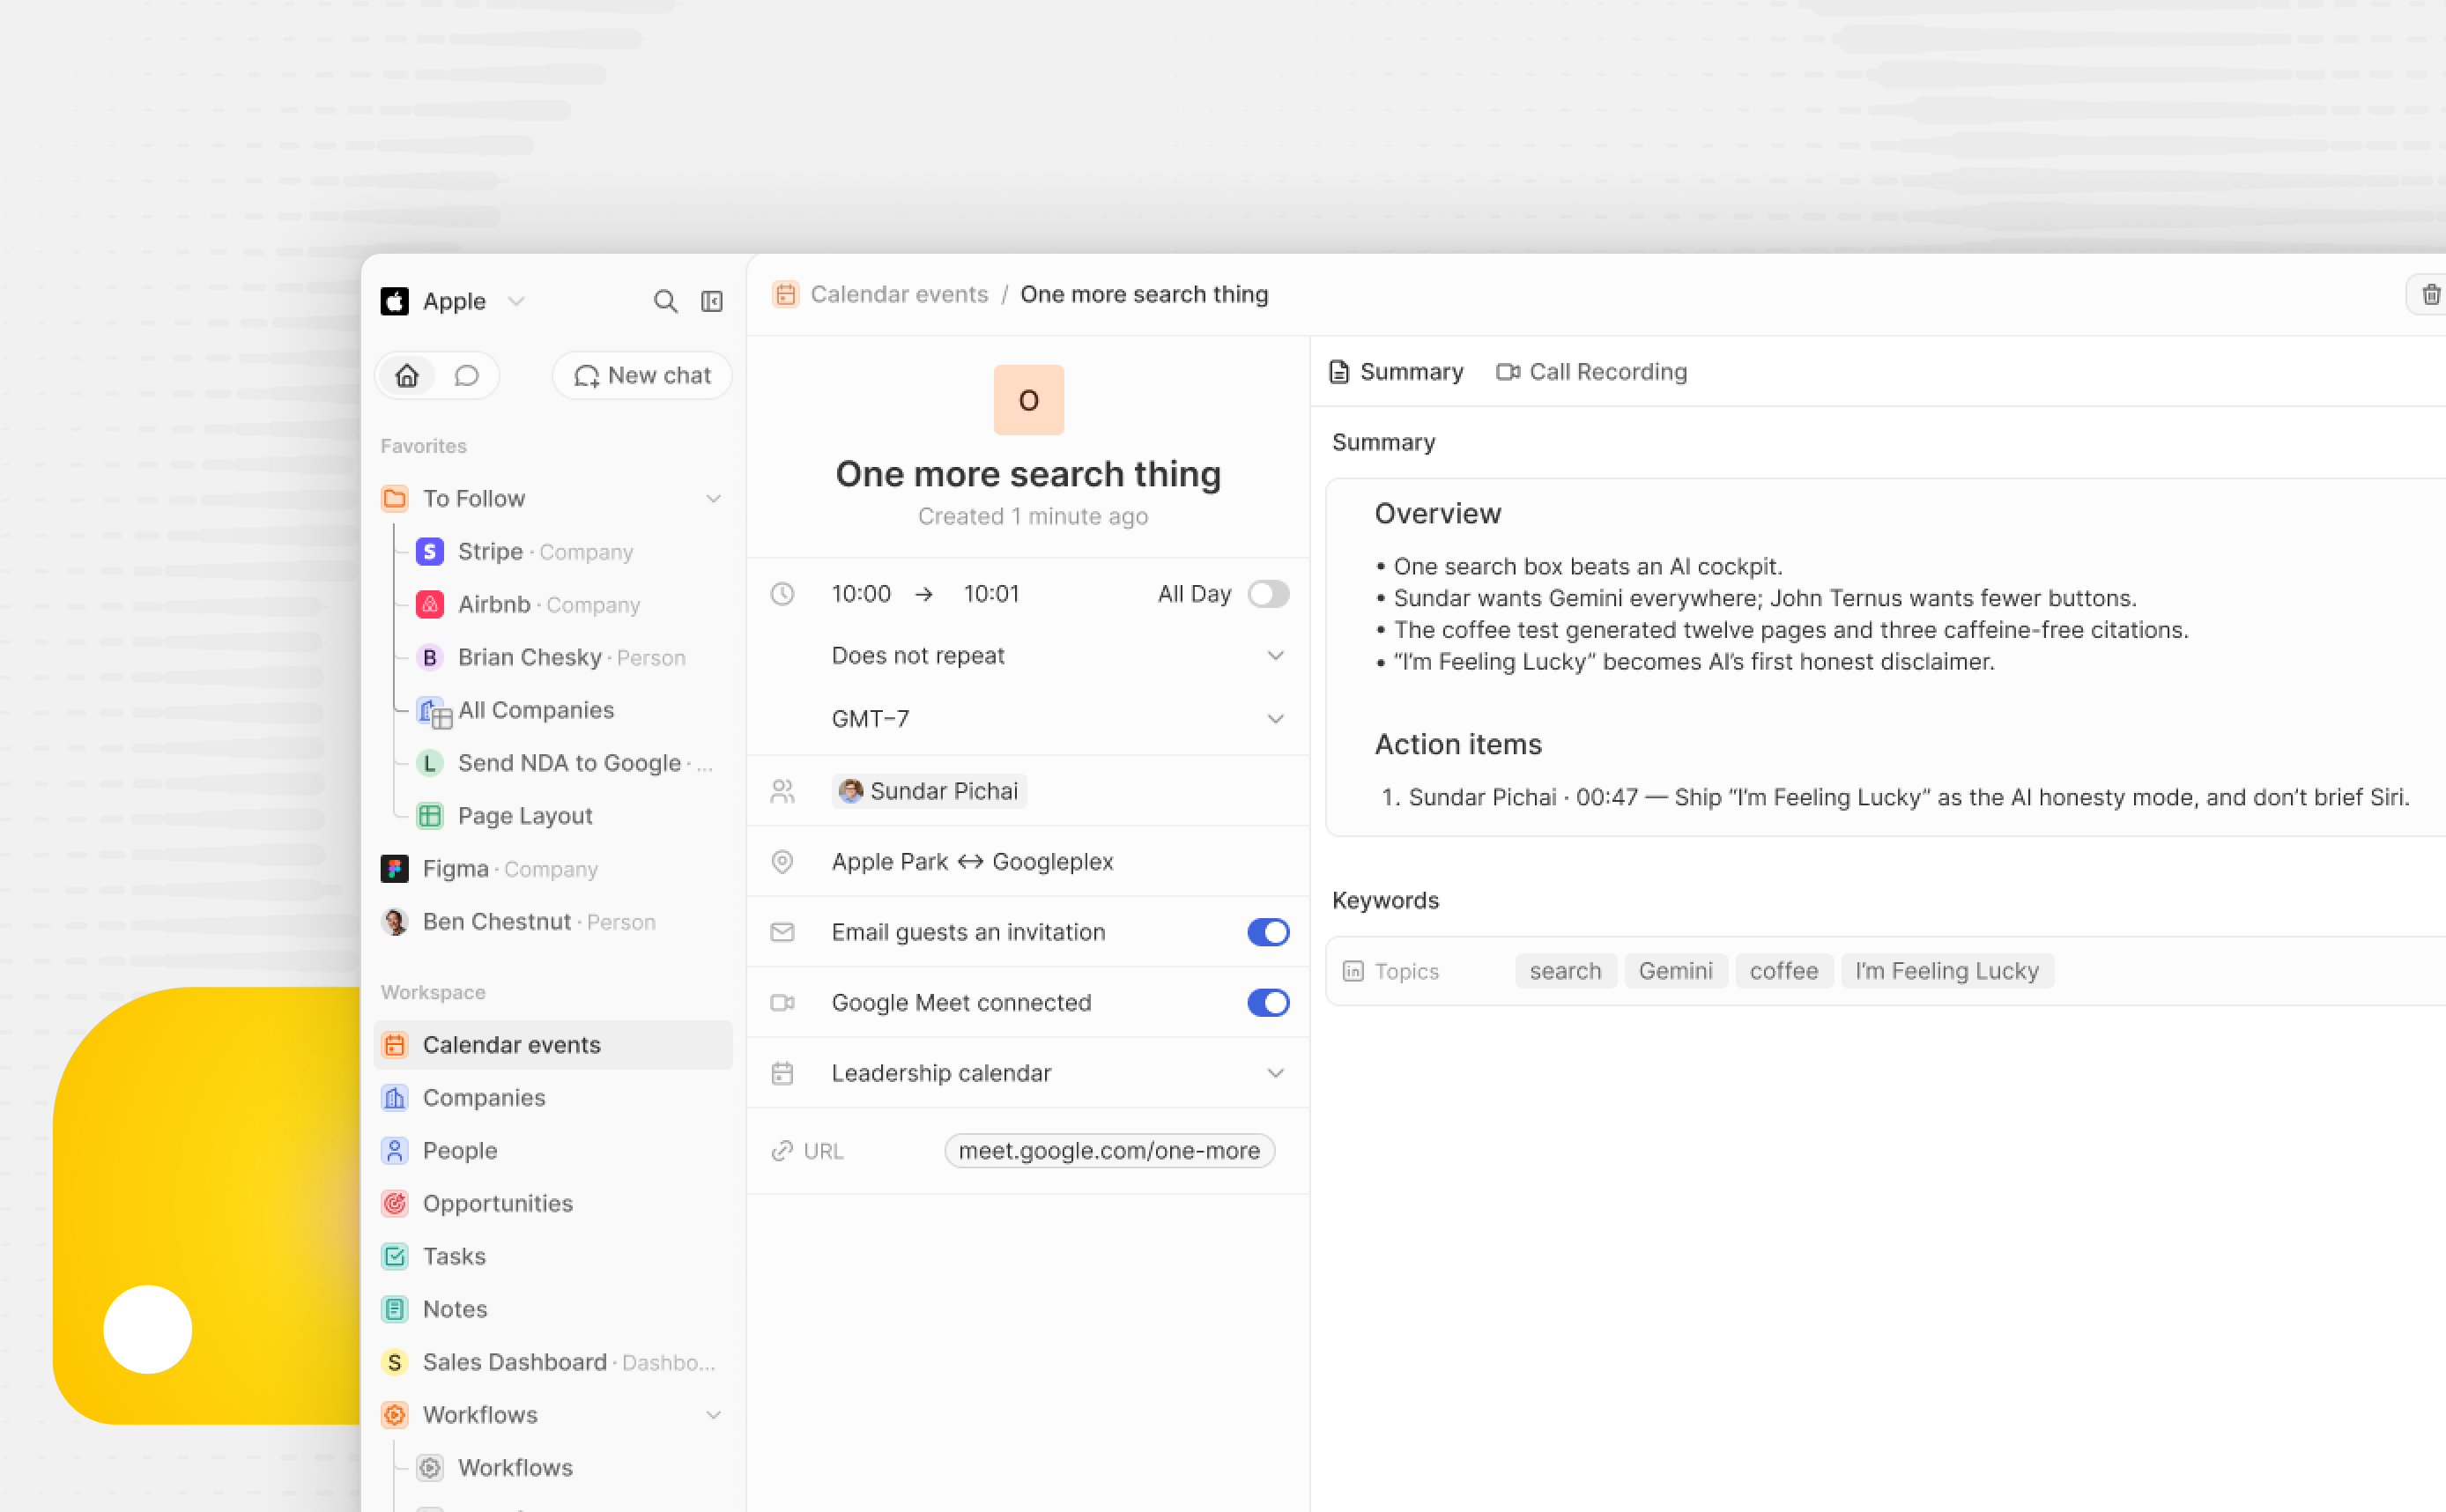 Apple
New chat
Favorites
To Follow
Stripe · Company
Airbnb · Company
B Brian Chesky · Person
All Companies
L Send NDA to Google · ...
Page Layout
Figma · Company
Ben Chestnut · Person
Workspace
Calendar events
Companies
People
Opportunities
Tasks
Notes
S Sales Dashboard · Dashbo...
Workflows
Workflows
Calendar events / One more search thing
O
One more search thing
Created 1 minute ago
10:00 → 10:01 All Day
Does not repeat
GMT−7
Sundar Pichai
Apple Park ↔ Googleplex
Email guests an invitation
Google Meet connected
Leadership calendar
URL meet.google.com/one-more
Summary Call Recording
Summary
Overview
• One search box beats an AI cockpit.
• Sundar wants Gemini everywhere; John Ternus wants fewer buttons.
• The coffee test generated twelve pages and three caffeine-free citations.
• “I’m Feeling Lucky” becomes AI’s first honest disclaimer.
Action items
1. Sundar Pichai · 00:47 — Ship “I’m Feeling Lucky” as the AI honesty mode, and don’t brief Siri.
Keywords
in Topics search Gemini coffee I’m Feeling Lucky